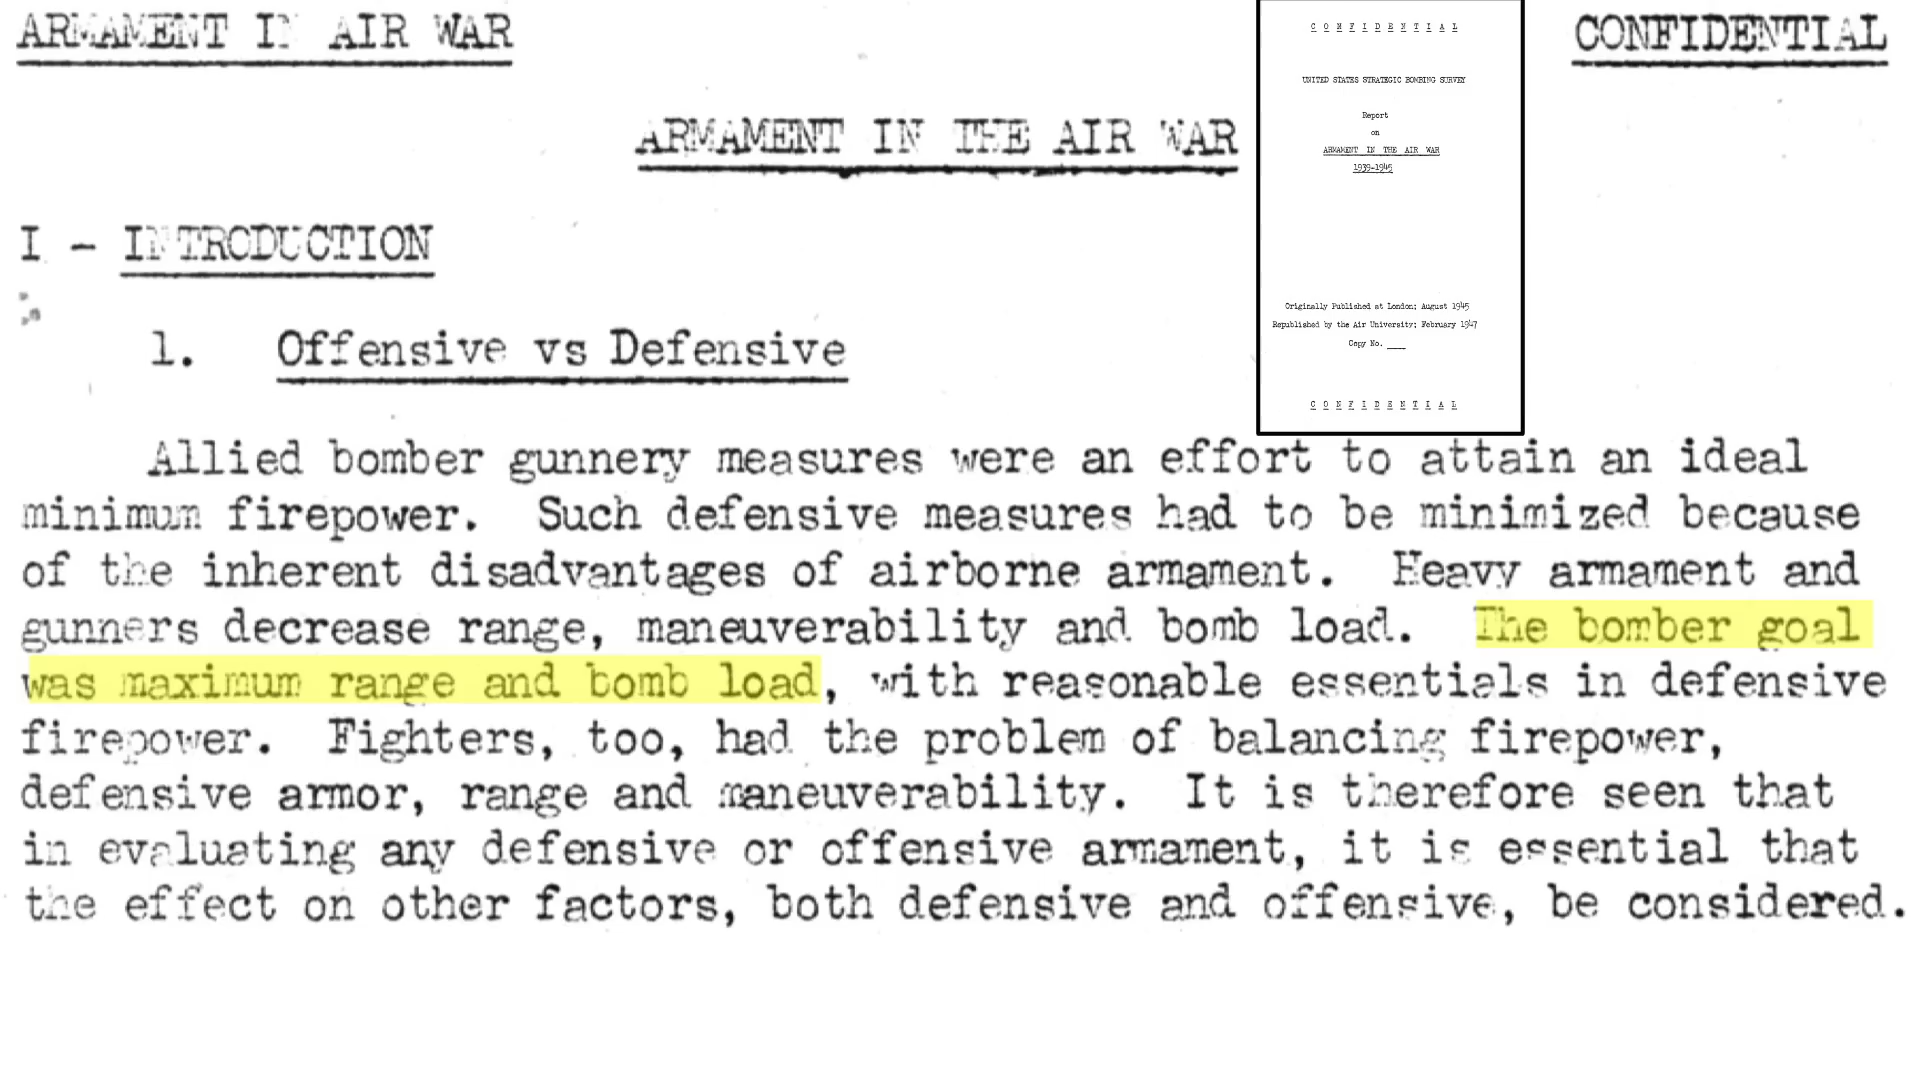 ARMAMENT IN AIR WAR
CONFIDENTIAL
ARMAMENT IN THE AIR WAR
I - INTRODUCTION
1. Offensive vs Defensive
Allied bomber gunnery measures were an effort to attain an ideal
minimum firepower. Such defensive measures had to be minimized because
of the inherent disadvantages of airborne armament. Heavy armament and
gunners decrease range, maneuverability and bomb load. The bomber goal
was maximum range and bomb load, with reasonable essentials in defensive
firepower. Fighters, too, had the problem of balancing firepower,
defensive armor, range and maneuverability. It is therefore seen that
in evaluating any defensive or offensive armament, it is essential that
the effect on other factors, both defensive and offensive, be considered.
C O N F I D E N T I A L
UNITED STATES STRATEGIC BOMBING SURVEY
Report
on
ARMAMENT IN THE AIR WAR
1939-1945
Originally Published at London; August 1945
Republished by the Air University; February 1947
Copy No. ____
C O N F I D E N T I A L